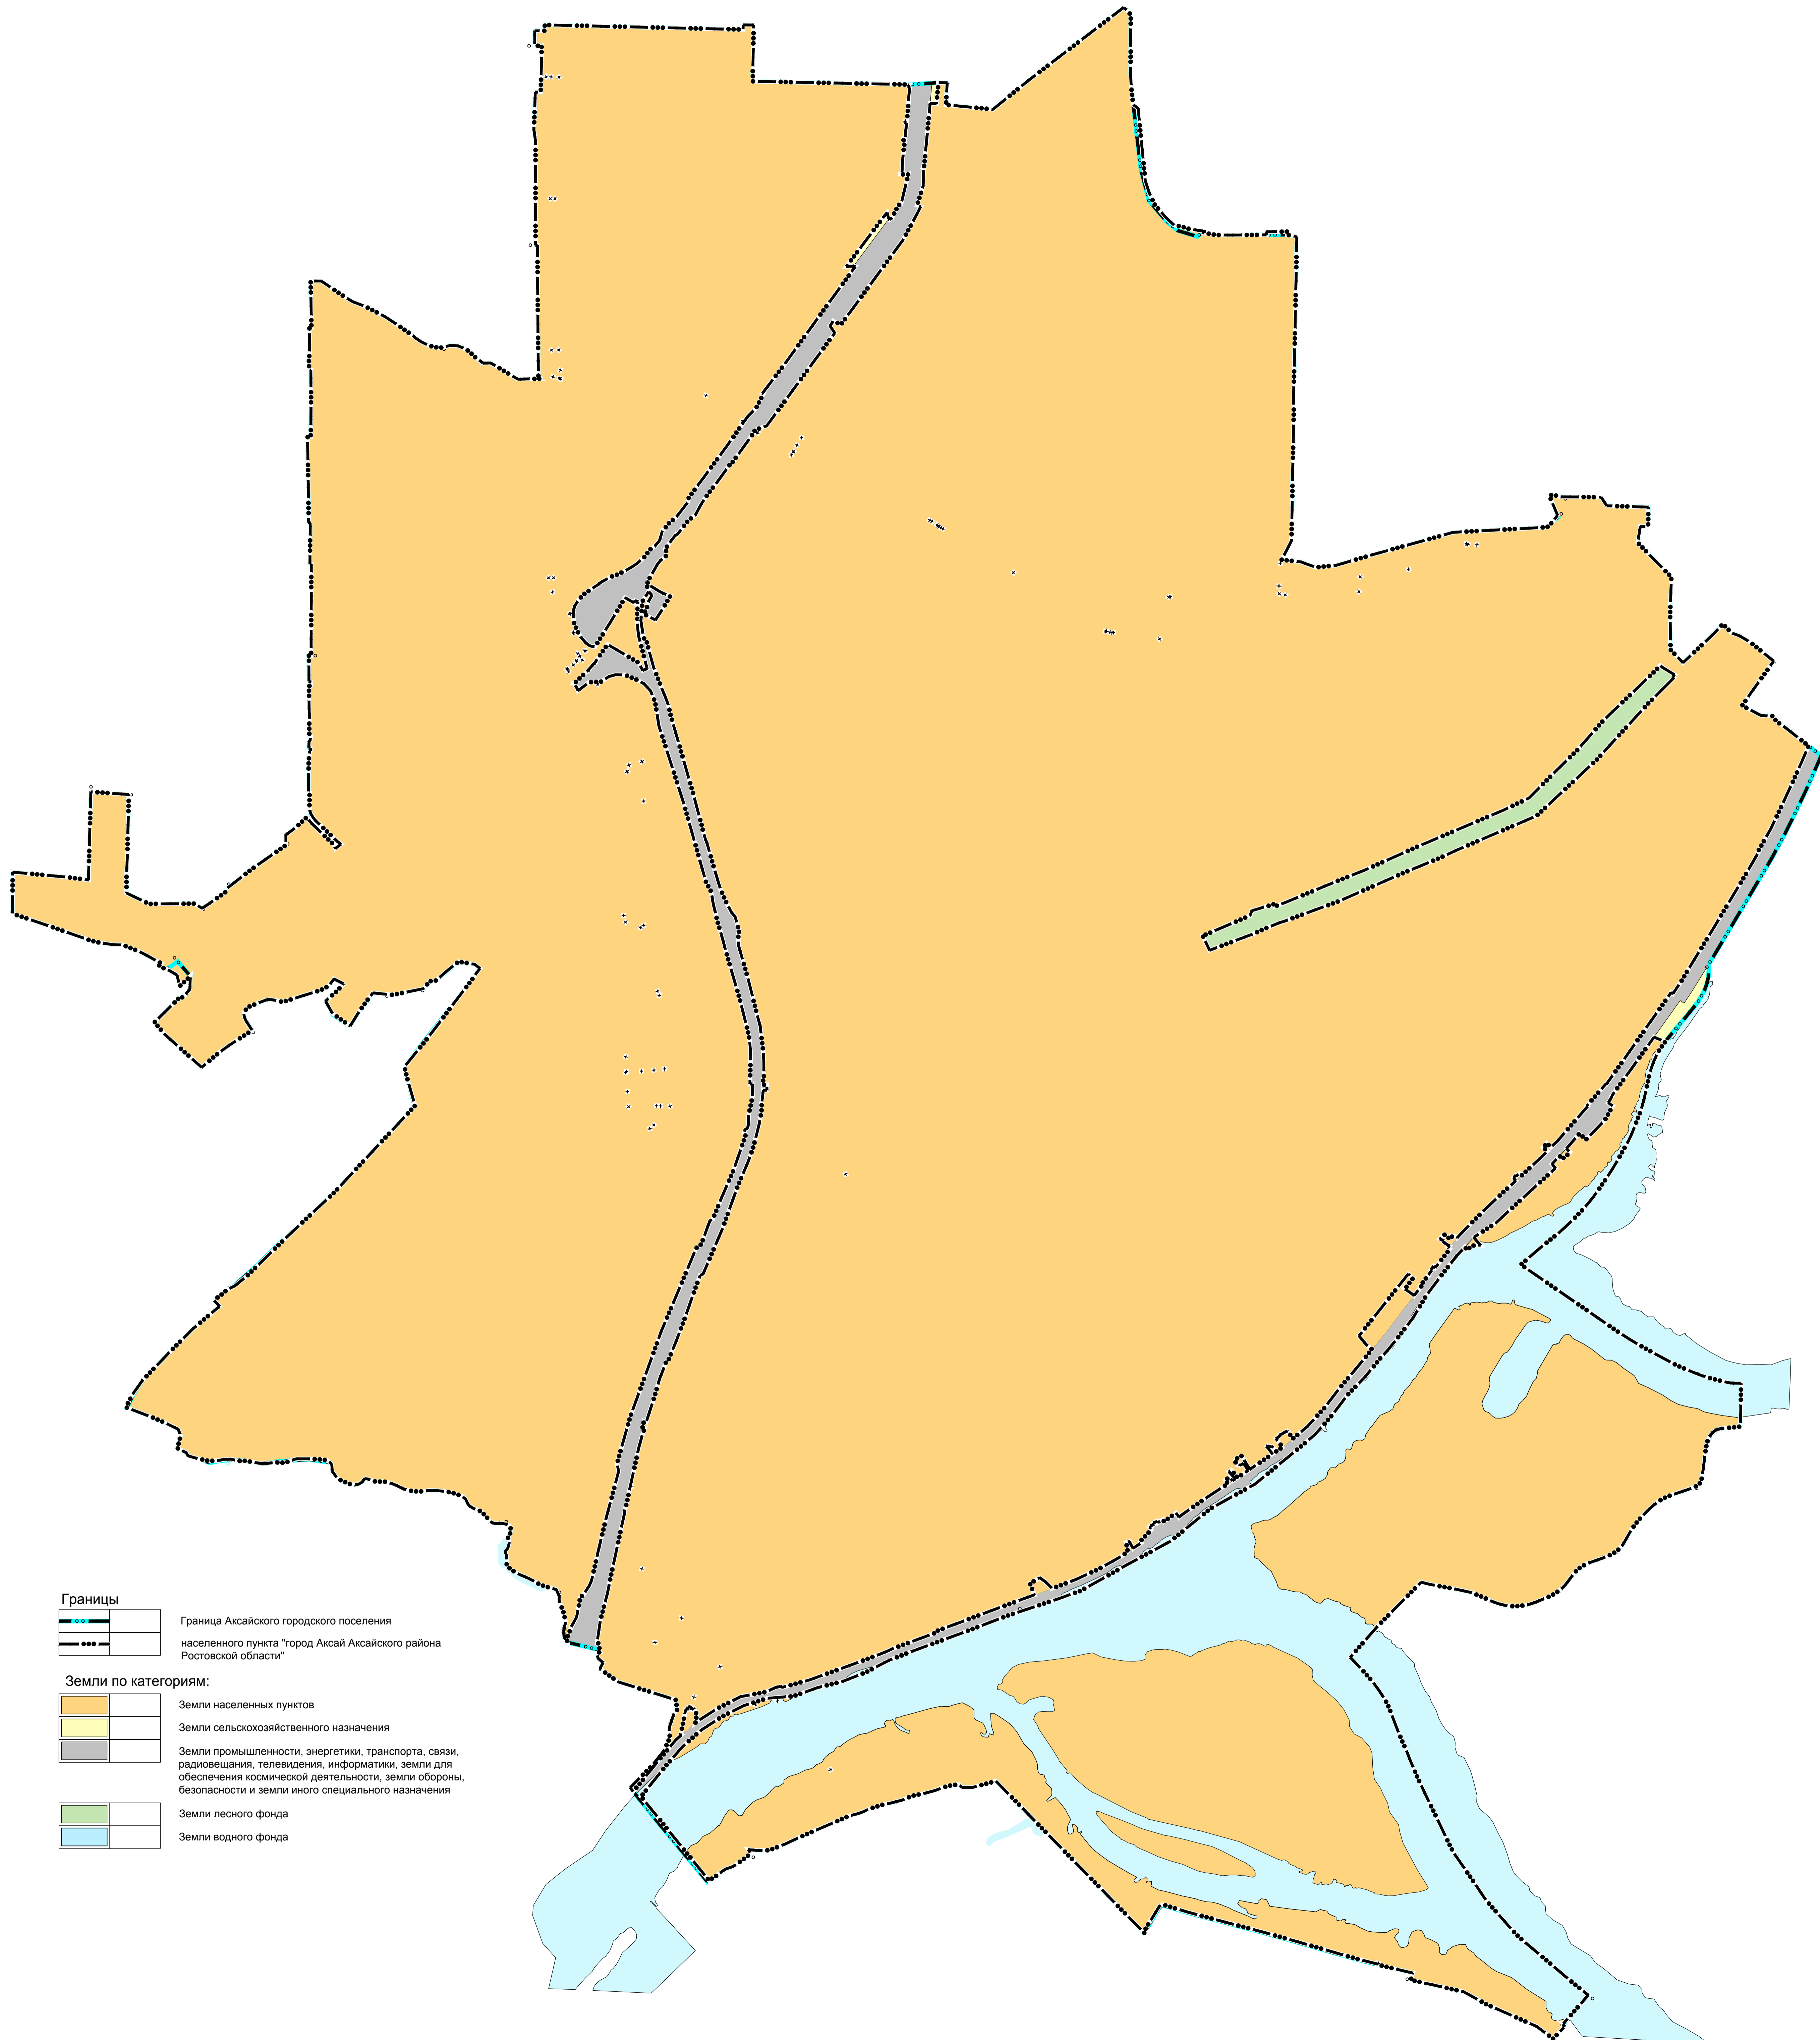 Границы
Граница Аксайского городского поселения
населенного пункта "город Аксай Аксайского района
Ростовской области"
Земли по категориям:
Земли населенных пунктов
Земли сельскохозяйственного назначения
Земли промышленности, энергетики, транспорта, связи,
радиовещания, телевидения, информатики, земли для
обеспечения космической деятельности, земли обороны,
безопасности и земли иного специального назначения
Земли лесного фонда
Земли водного фонда